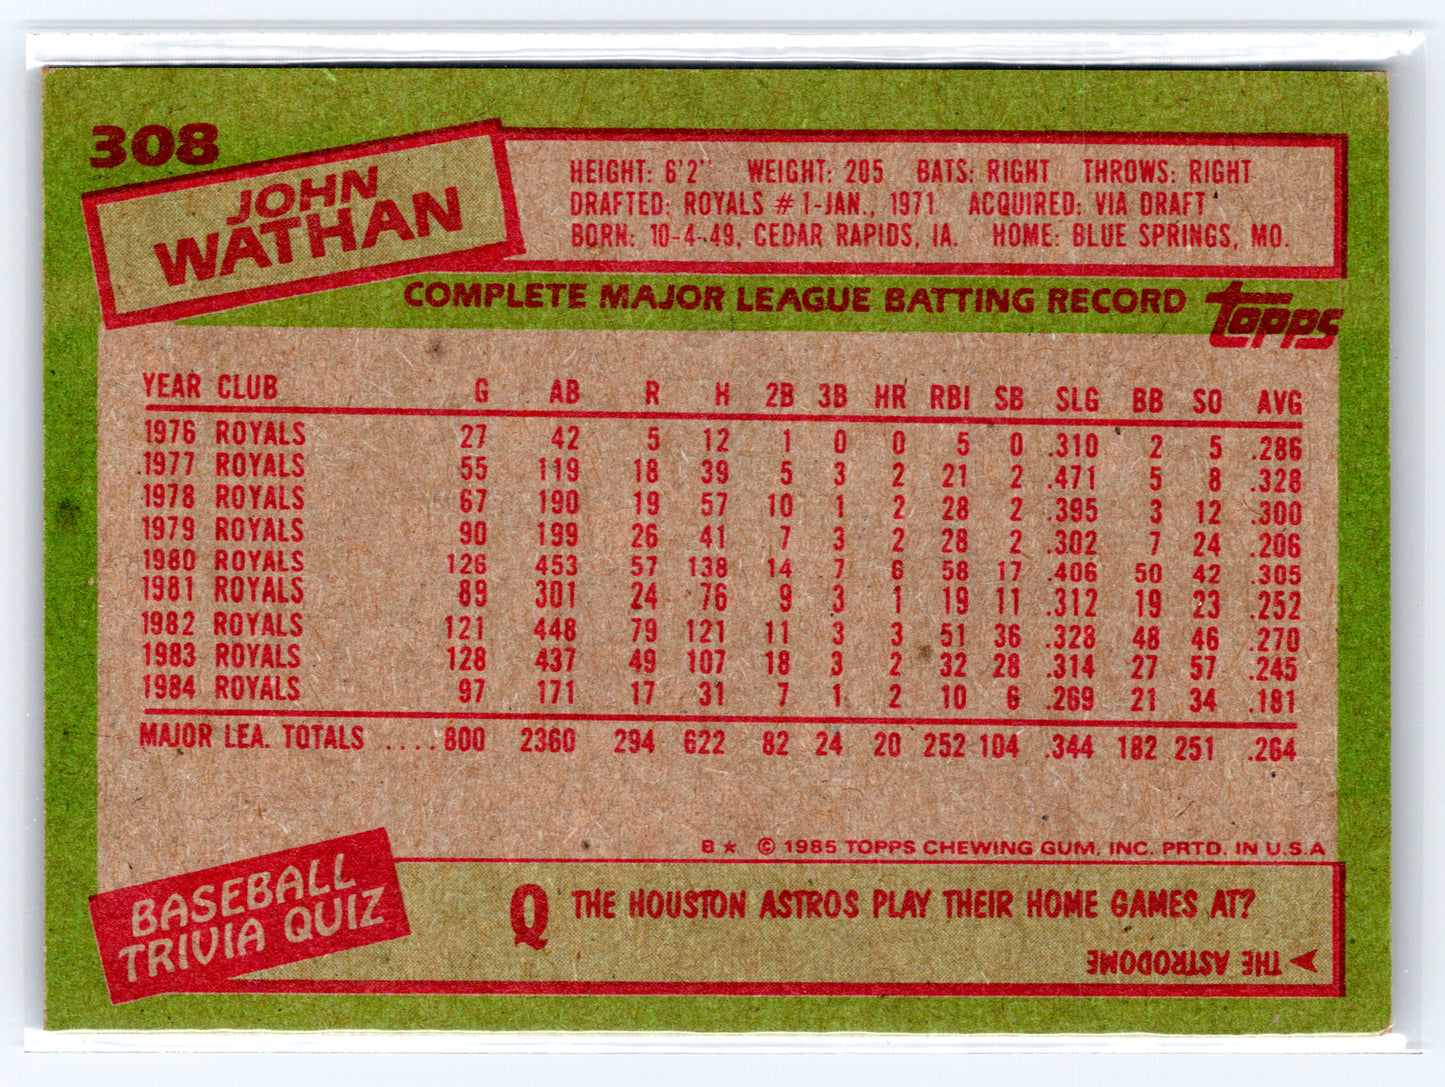 308
JOHN
WATHAN
HEIGHT: 6'2" WEIGHT: 205 BATS: RIGHT THROWS: RIGHT
DRAFTED: ROYALS #1-JAN., 1971 ACQUIRED: VIA DRAFT
BORN: 10-4-49, CEDAR RAPIDS, IA. HOME: BLUE SPRINGS, MO.
COMPLETE MAJOR LEAGUE BATTING RECORD
topps
YEAR CLUB G AB R H 2B 3B HR RBI SB SLG BB SO AVG
1976 ROYALS 27 42 5 12 1 0 0 5 0 .310 2 5 .286
1977 ROYALS 55 119 18 39 5 3 2 21 2 .471 5 8 .328
1978 ROYALS 67 190 19 57 10 1 2 28 2 .395 3 12 .300
1979 ROYALS 90 199 26 41 7 3 2 28 2 .302 7 24 .206
1980 ROYALS 126 453 57 138 14 7 6 58 17 .406 50 42 .305
1981 ROYALS 89 301 24 76 9 3 1 19 11 .312 19 23 .252
1982 ROYALS 121 448 79 121 11 3 3 51 36 .328 48 46 .270
1983 ROYALS 128 437 49 107 18 3 2 32 28 .314 27 57 .245
1984 ROYALS 97 171 17 31 7 1 2 10 6 .269 21 34 .181
MAJOR LEA. TOTALS ....800 2360 294 622 82 24 20 252 104 .344 182 251 .264
B ★ © 1985 TOPPS CHEWING GUM, INC. PRTD. IN U.S.A
BASEBALL
TRIVIA QUIZ
Q THE HOUSTON ASTROS PLAY THEIR HOME GAMES AT?
THE ASTRODOME